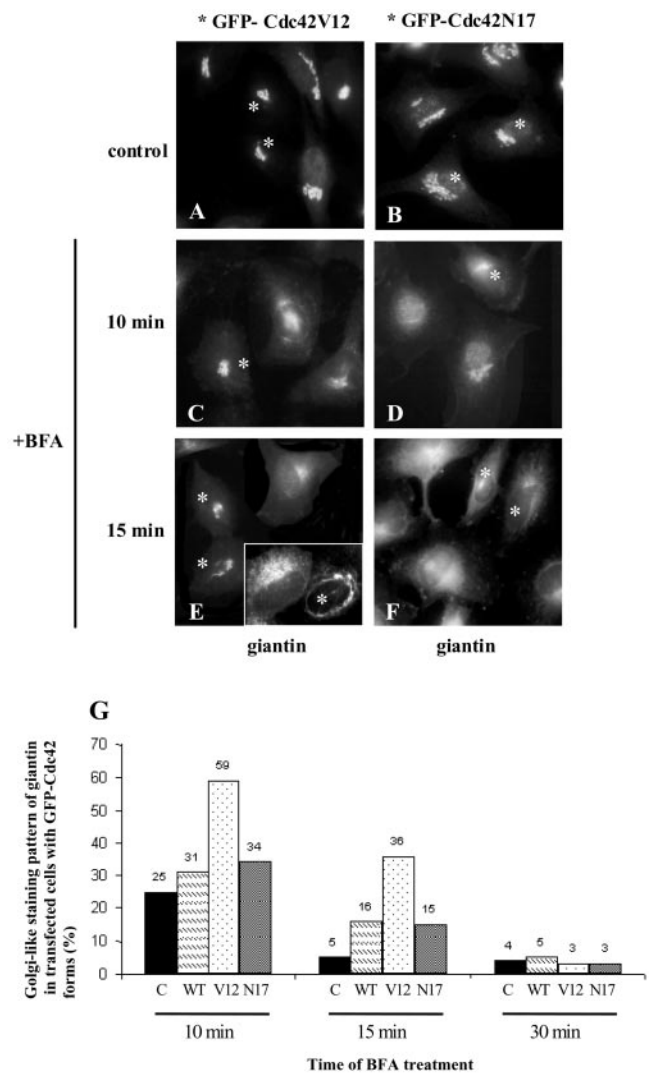 * GFP- Cdc42V12 * GFP-Cdc42N17
control
* * A
* * B
+BFA
10 min
* C
* D
15 min
* * * E
* * F
giantin giantin
G
Golgi-like staining pattern of giantin
in transfected cells with GFP-Cdc42
forms (%)
70
60
50
40
30
20
10
0
25 31 59 34
5 16 36 15
4 5 3 3
C WT V12 N17 C WT V12 N17 C WT V12 N17
10 min 15 min 30 min
Time of BFA treatment